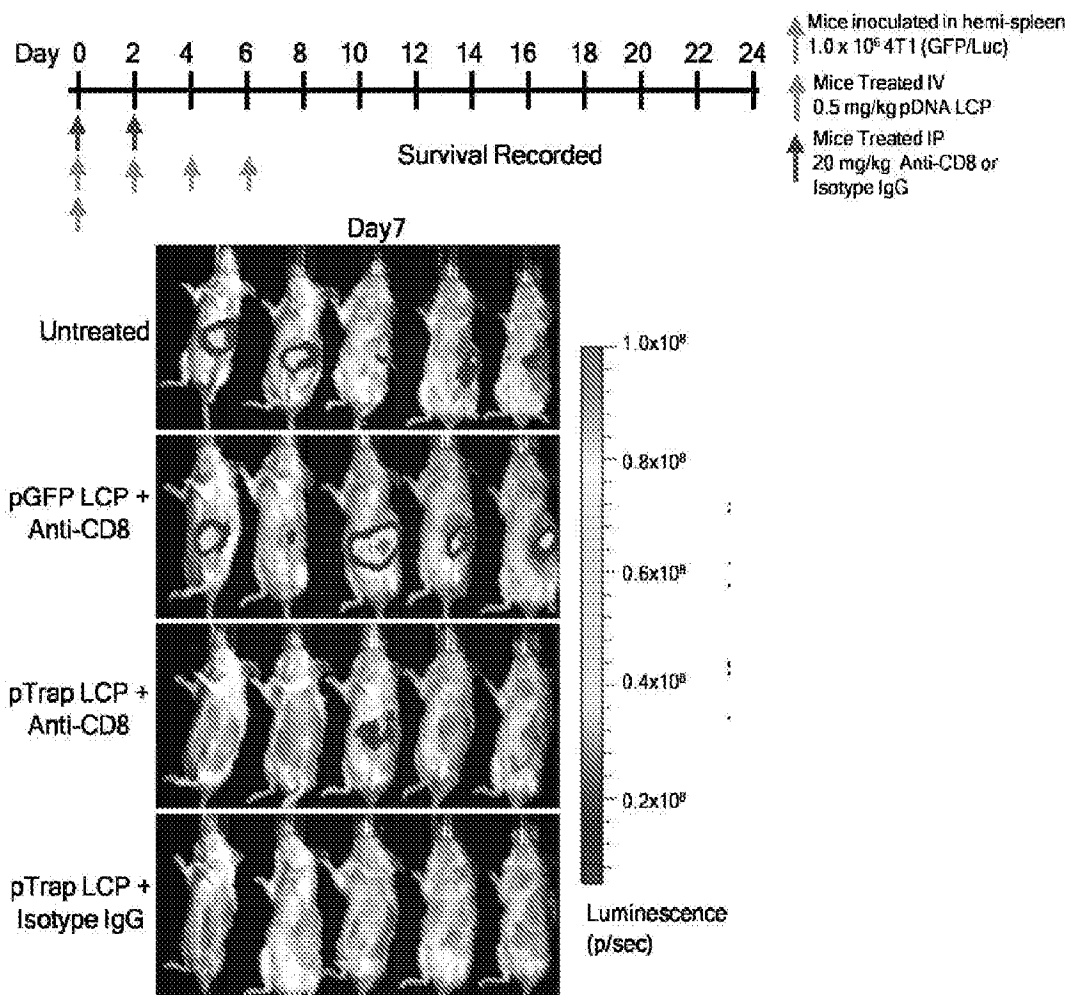 Day 0 2 4 6 8 10 12 14 16 18 20 22 24
Mice inoculated in hemi-spleen
1.0 x 10⁶ 4T1 (GFP/Luc)
Mice Treated IV
0.5 mg/kg pDNA LCP
Mice Treated IP
20 mg/kg Anti-CD8 or
Isotype IgG
Survival Recorded
Day7
Untreated
pGFP LCP +
Anti-CD8
pTrap LCP +
Anti-CD8
pTrap LCP +
Isotype IgG
1.0x10⁸
0.8x10⁸
0.6x10⁸
0.4x10⁸
0.2x10⁸
Luminescence
(p/sec)